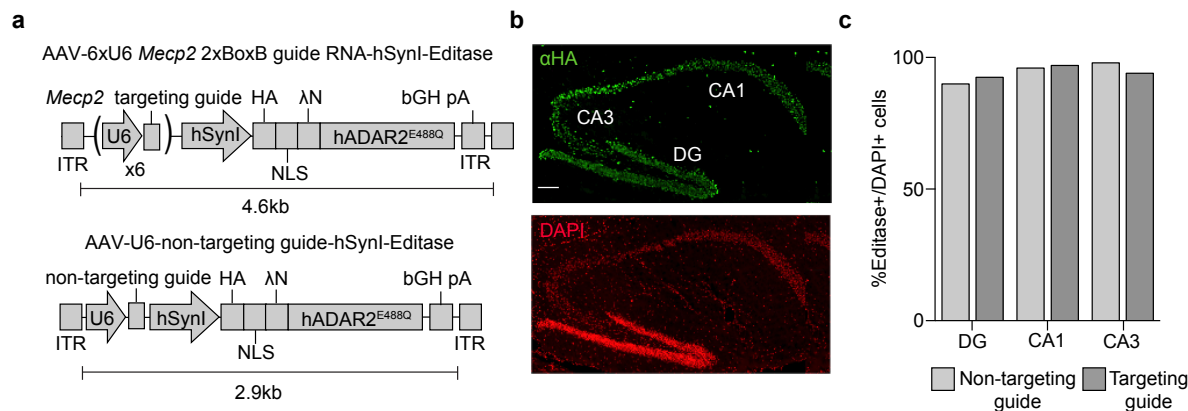 a
AAV-6xU6 Mecp2 2xBoxB guide RNA-hSynI-Editase
Mecp2 targeting guide HA λN bGH pA
( U6 ) hSynI hADAR2E488Q
ITR x6 NLS ITR
4.6kb
AAV-U6-non-targeting guide-hSynI-Editase
non-targeting guide HA λN bGH pA
U6 hSynI hADAR2E488Q
ITR NLS ITR
2.9kb
b
αHA
CA1
CA3
DG
DAPI
c
%Editase+/DAPI+ cells
100
50
0
DG CA1 CA3
Non-targeting guide
Targeting guide